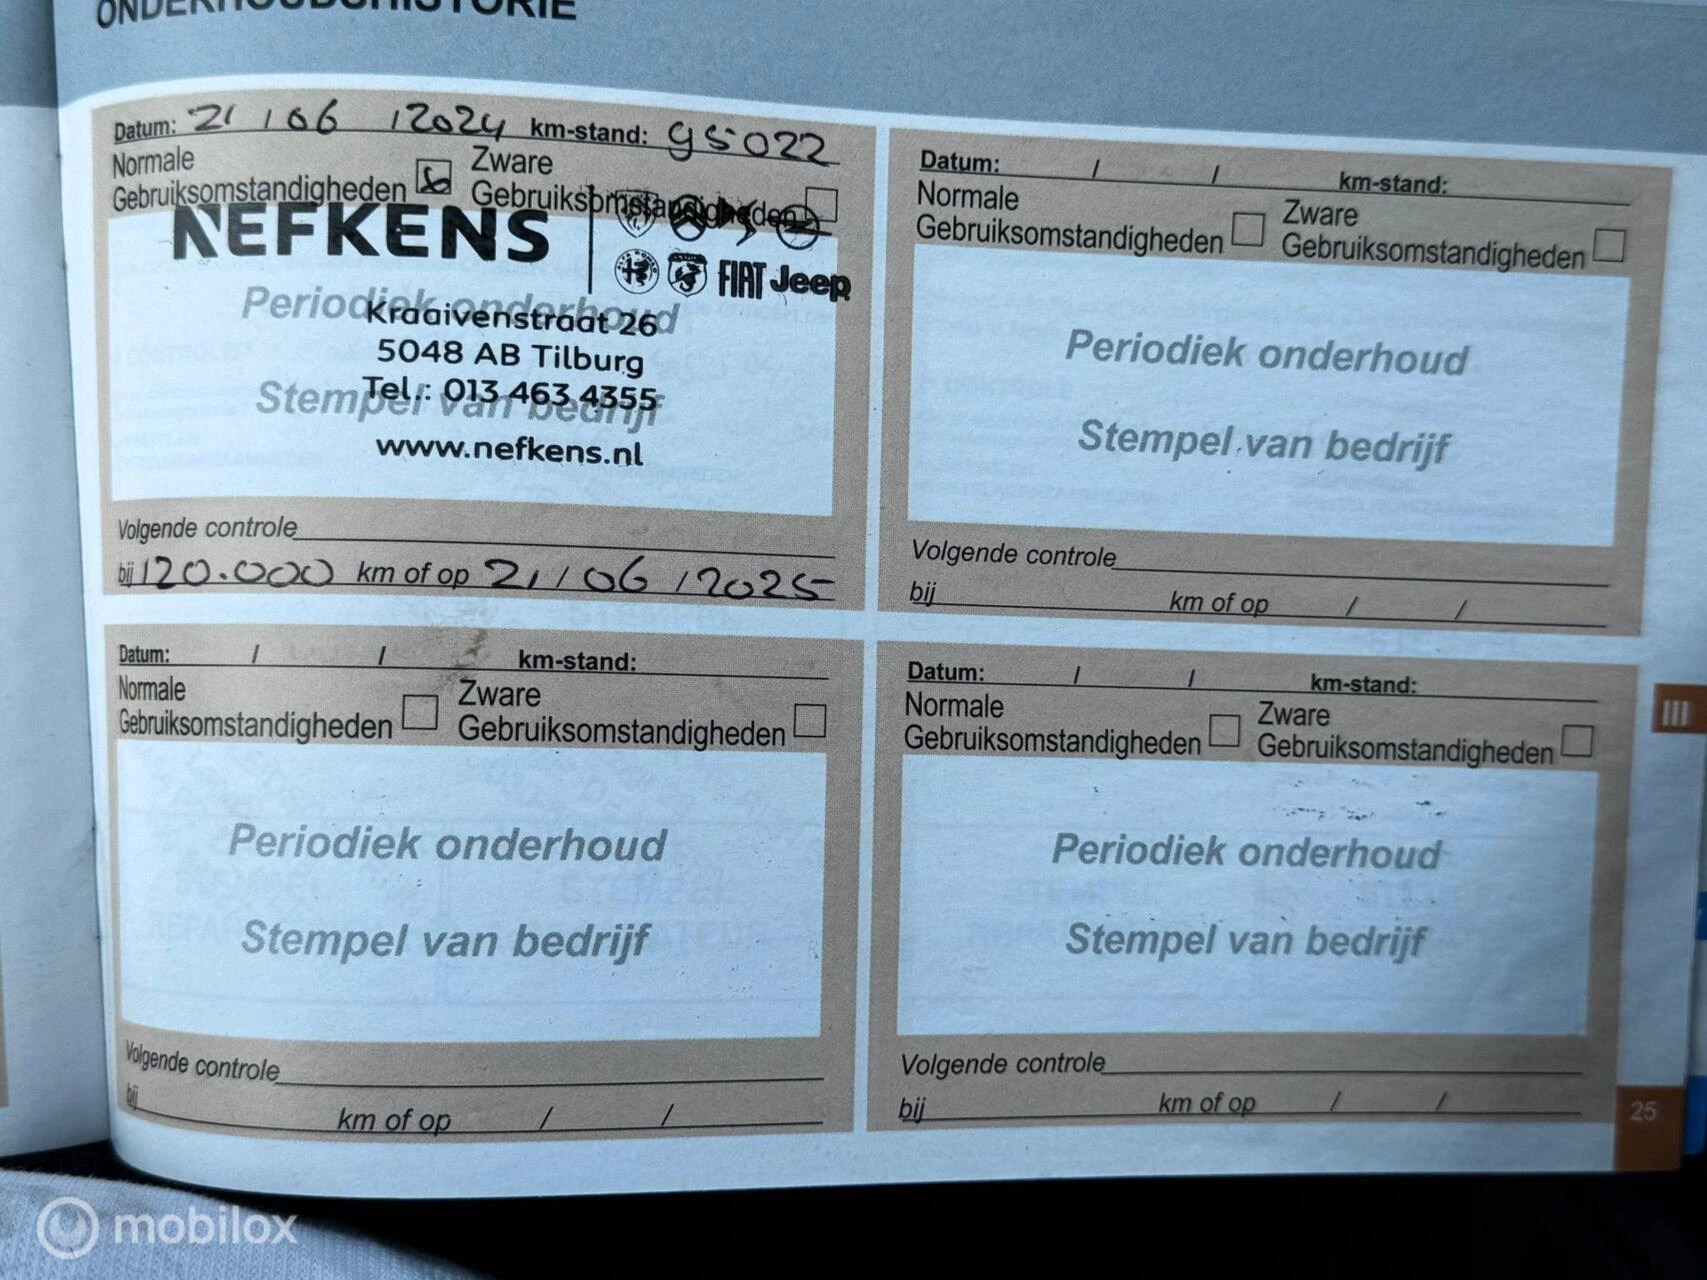 ONDERHOUDSHISTORIE
Datum: 21 / 06 / 2024 km-stand: 95022
Normale Gebruiksomstandigheden Zware Gebruiksomstandigheden
NEFKENS
FIAT Jeep
Periodiek onderhoud
Kraaivenstraat 26
5048 AB Tilburg
Stempel van bedrijf
Tel.: 013 463 4355
www.nefkens.nl
Volgende controle
bij 120.000 km of op 21 / 06 / 2025
Datum: / / km-stand:
Normale Gebruiksomstandigheden Zware Gebruiksomstandigheden
Periodiek onderhoud
Stempel van bedrijf
Volgende controle
bij km of op / /
Datum: / / km-stand:
Normale Gebruiksomstandigheden Zware Gebruiksomstandigheden
Periodiek onderhoud
Stempel van bedrijf
Volgende controle
bij km of op / /
Datum: / / km-stand:
Normale Gebruiksomstandigheden Zware Gebruiksomstandigheden
Periodiek onderhoud
Stempel van bedrijf
Volgende controle
bij km of op / /
III
25
mobilox